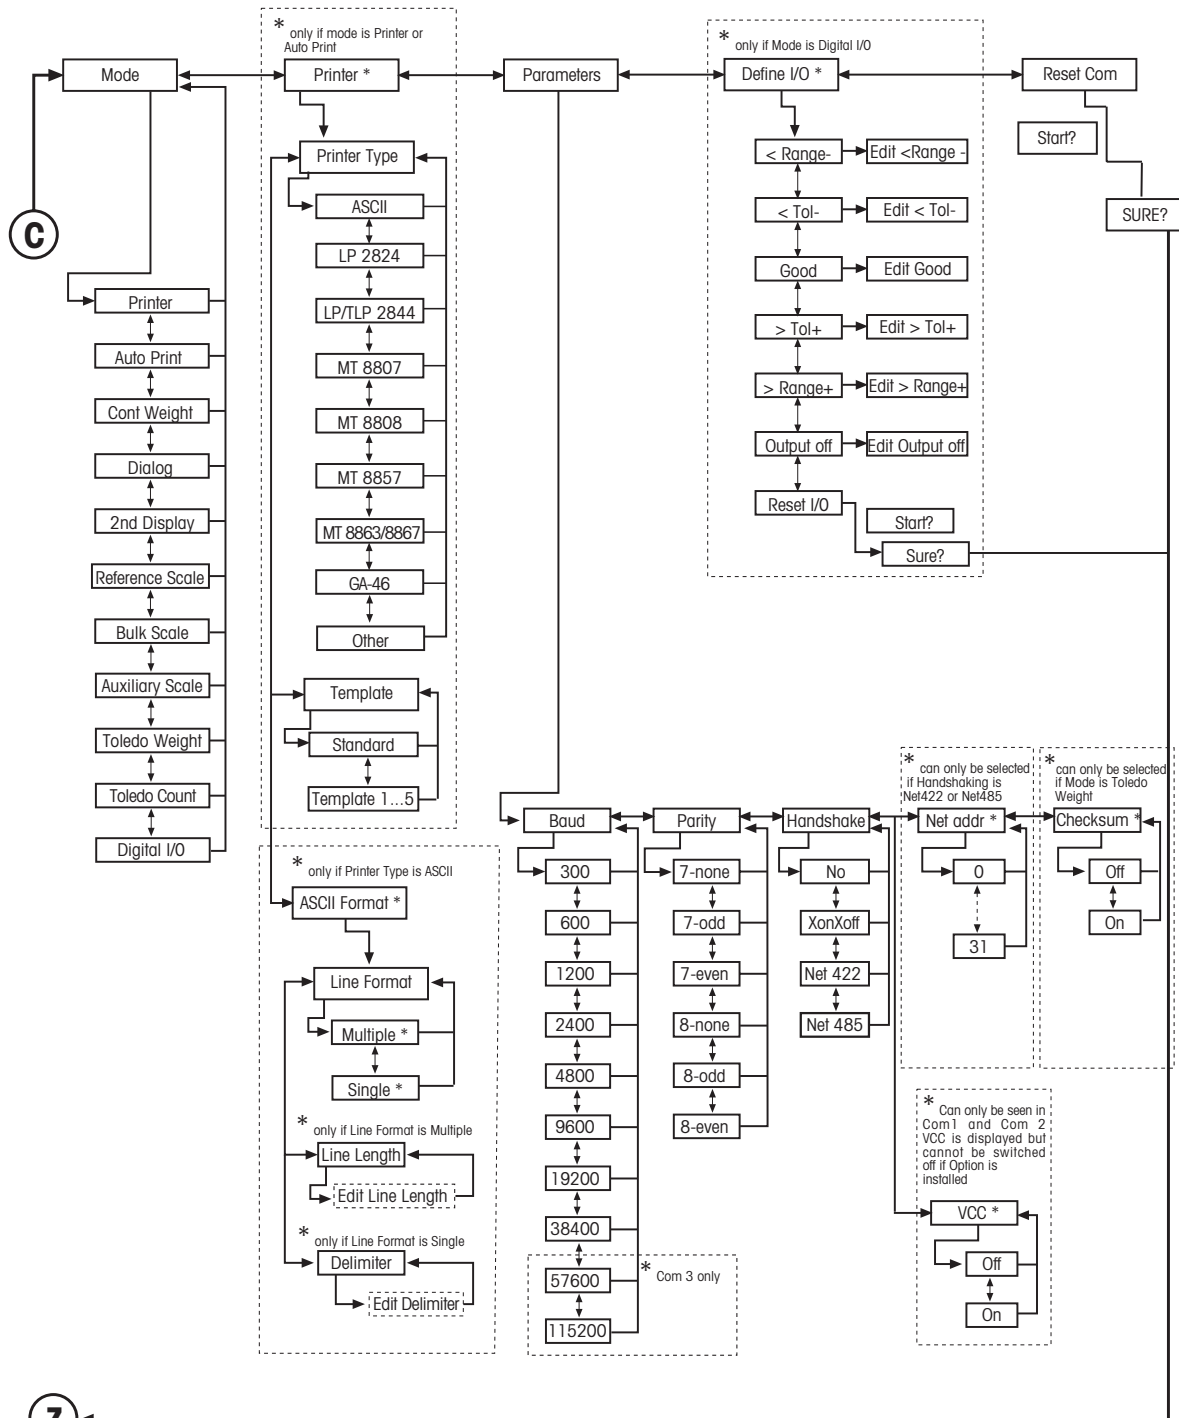 *
only if mode is Printer or
Auto Print
*
only if Mode is Digital I/O
Mode
Printer *
Parameters
Define I/O *
Reset Com
Start?
SURE?
C
Printer
Auto Print
Cont Weight
Dialog
2nd Display
Reference Scale
Bulk Scale
Auxiliary Scale
Toledo Weight
Toledo Count
Digital I/O
Printer Type
ASCII
LP 2824
LP/TLP 2844
MT 8807
MT 8808
MT 8857
MT 8863/8867
GA-46
Other
Template
Standard
Template 1...5
*
only if Printer Type is ASCII
ASCII Format *
Line Format
Multiple *
Single *
*
only if Line Format is Multiple
Line Length
Edit Line Length
*
only if Line Format is Single
Delimiter
Edit Delimiter
< Range-
Edit <Range -
< Tol-
Edit < Tol-
Good
Edit Good
> Tol+
Edit > Tol+
> Range+
Edit > Range+
Output off
Edit Output off
Reset I/O
Start?
Sure?
Baud
300
600
1200
2400
4800
9600
19200
38400
57600
115200
*
Com 3 only
Parity
7-none
7-odd
7-even
8-none
8-odd
8-even
Handshake
No
XonXoff
Net 422
Net 485
*
can only be selected
if Handshaking is
Net422 or Net485
Net addr *
0
31
*
can only be selected
if Mode is Toledo
Weight
Checksum *
Off
On
*
Can only be seen in
Com1 and Com 2
VCC is displayed but
cannot be switched
off if Option is
installed
VCC *
Off
On
Z